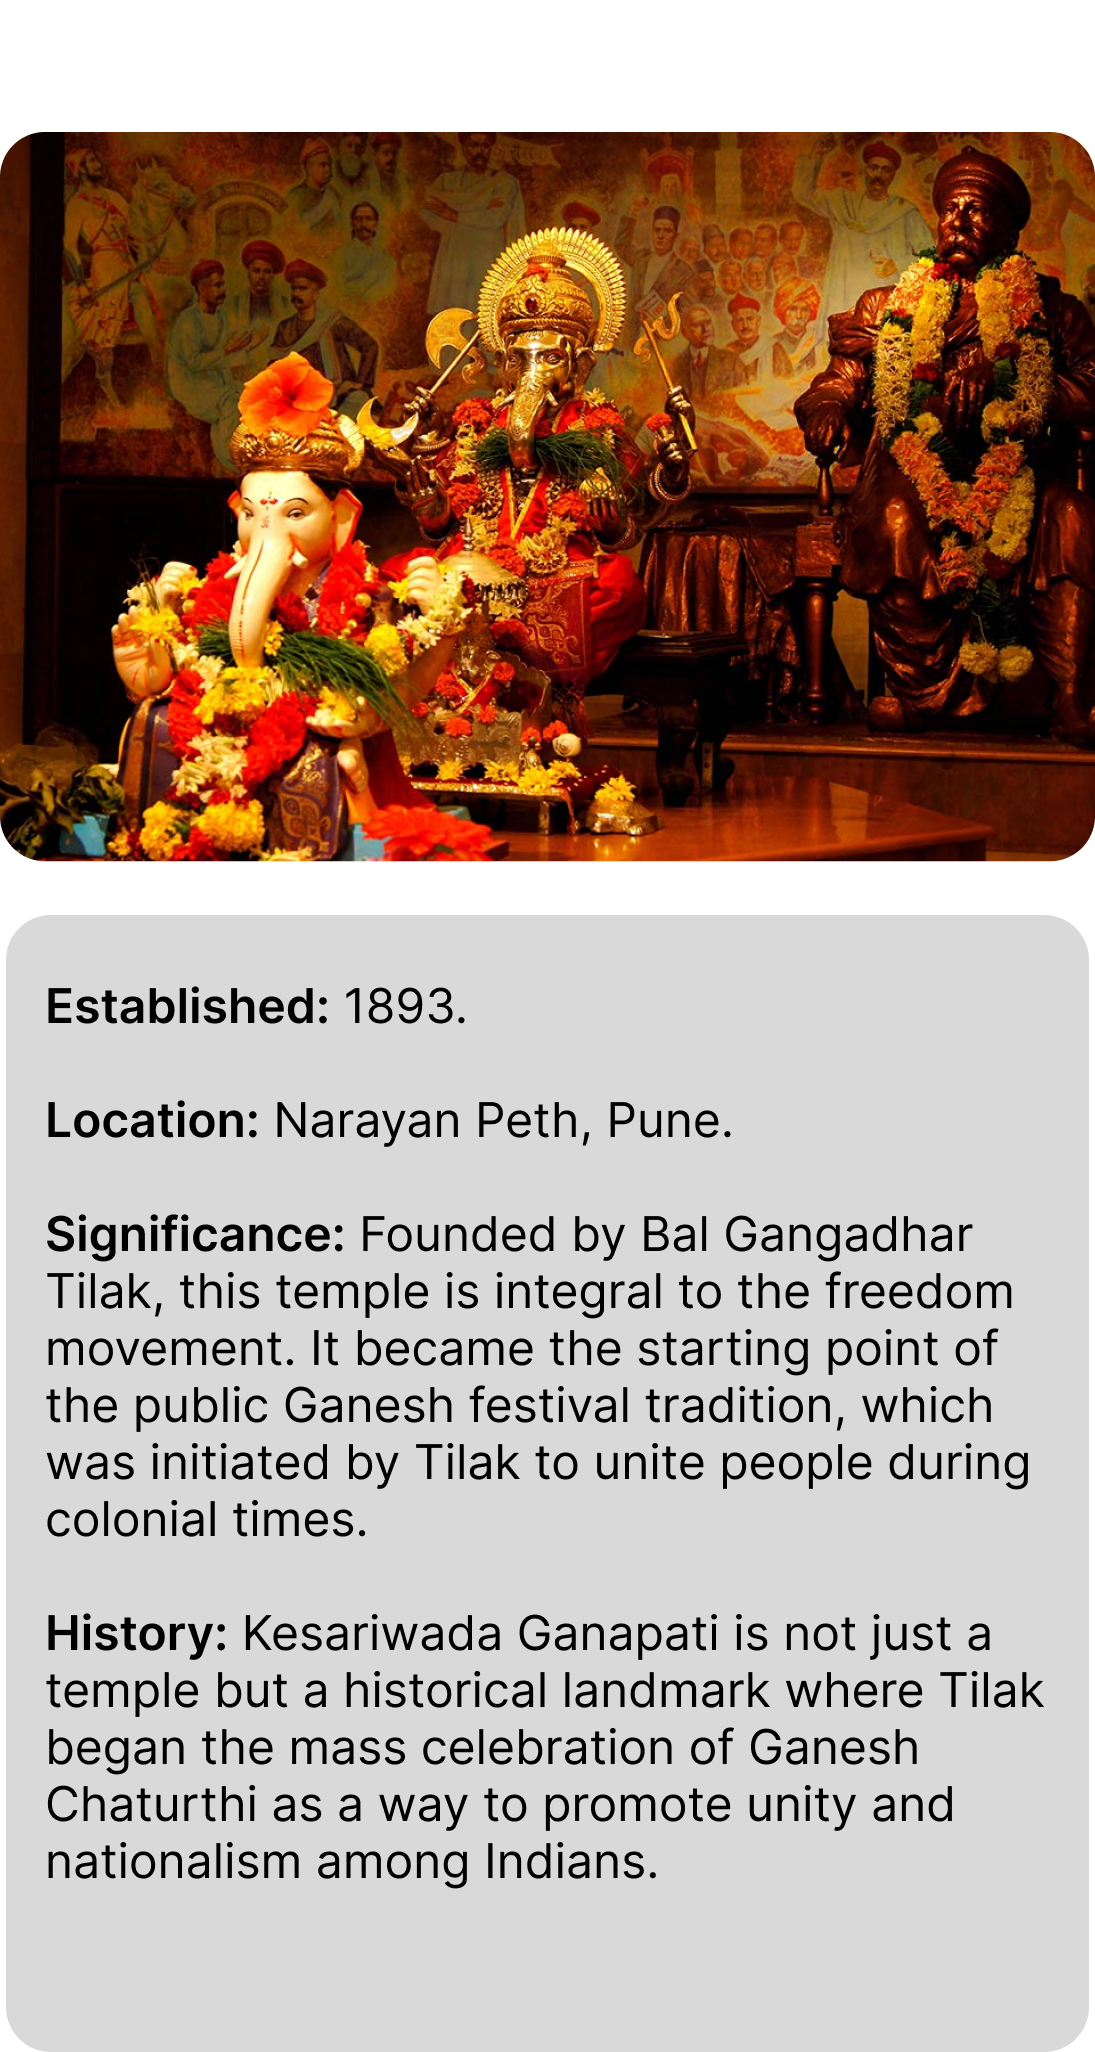 Established: 1893.
Location: Narayan Peth, Pune.
Significance: Founded by Bal Gangadhar
Tilak, this temple is integral to the freedom
movement. It became the starting point of
the public Ganesh festival tradition, which
was initiated by Tilak to unite people during
colonial times.
History: Kesariwada Ganapati is not just a
temple but a historical landmark where Tilak
began the mass celebration of Ganesh
Chaturthi as a way to promote unity and
nationalism among Indians.